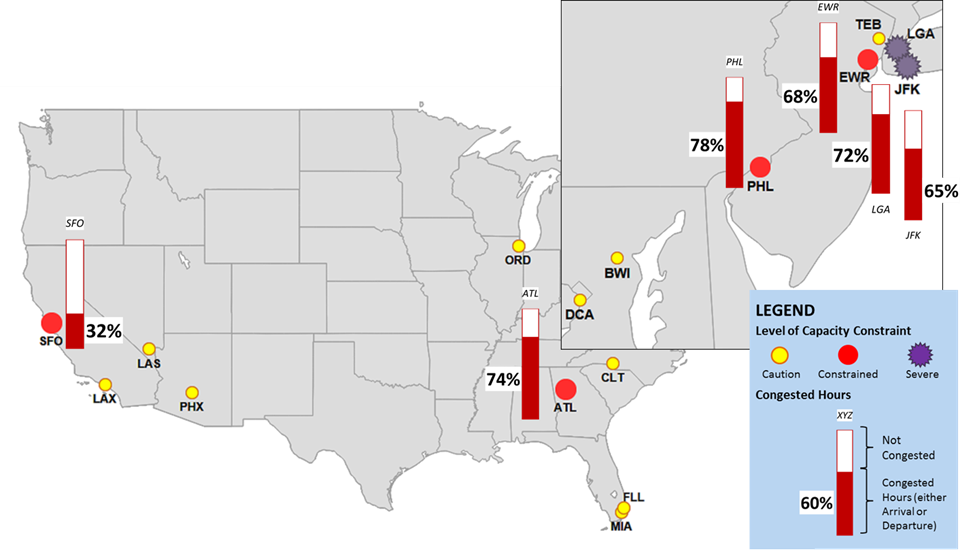 EWR
TEB
LGA
PHL
EWR
JFK
68%
78%
72%
PHL
65%
LGA
JFK
SFO
ORD
BWI
ATL
DCA
32%
SFO
LAS
CLT
74%
LAX
PHX
ATL
FLL
MIA
LEGEND
Level of Capacity Constraint
Caution
Constrained
Severe
Congested Hours
XYZ
Not
Congested
Congested
Hours (either
Arrival or
Departure)
60%